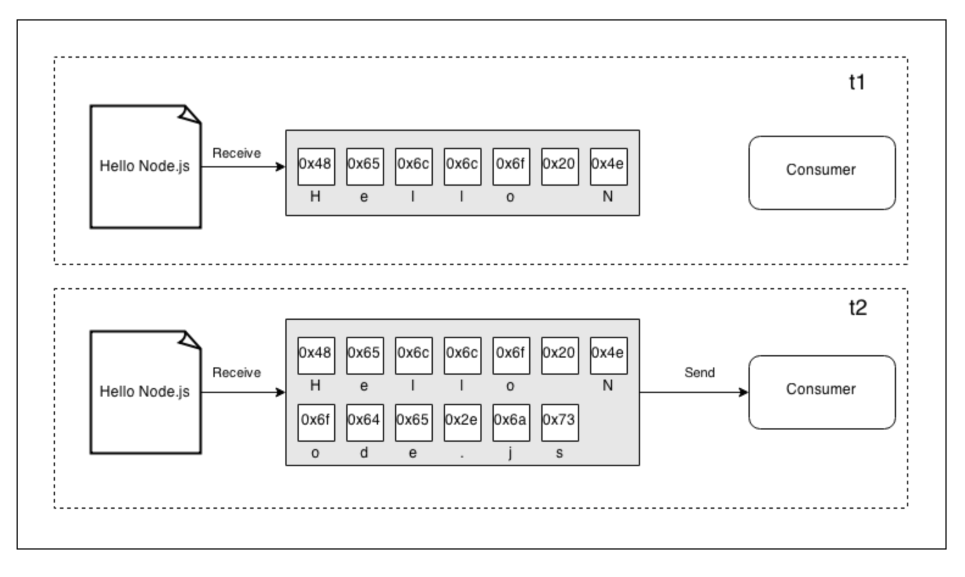 t1
Hello Node.js
Receive
0x48 0x65 0x6c 0x6c 0x6f 0x20 0x4e
H e l l o N
Consumer
t2
Hello Node.js
Receive
0x48 0x65 0x6c 0x6c 0x6f 0x20 0x4e
H e l l o N
0x6f 0x64 0x65 0x2e 0x6a 0x73
o d e . j s
Send
Consumer